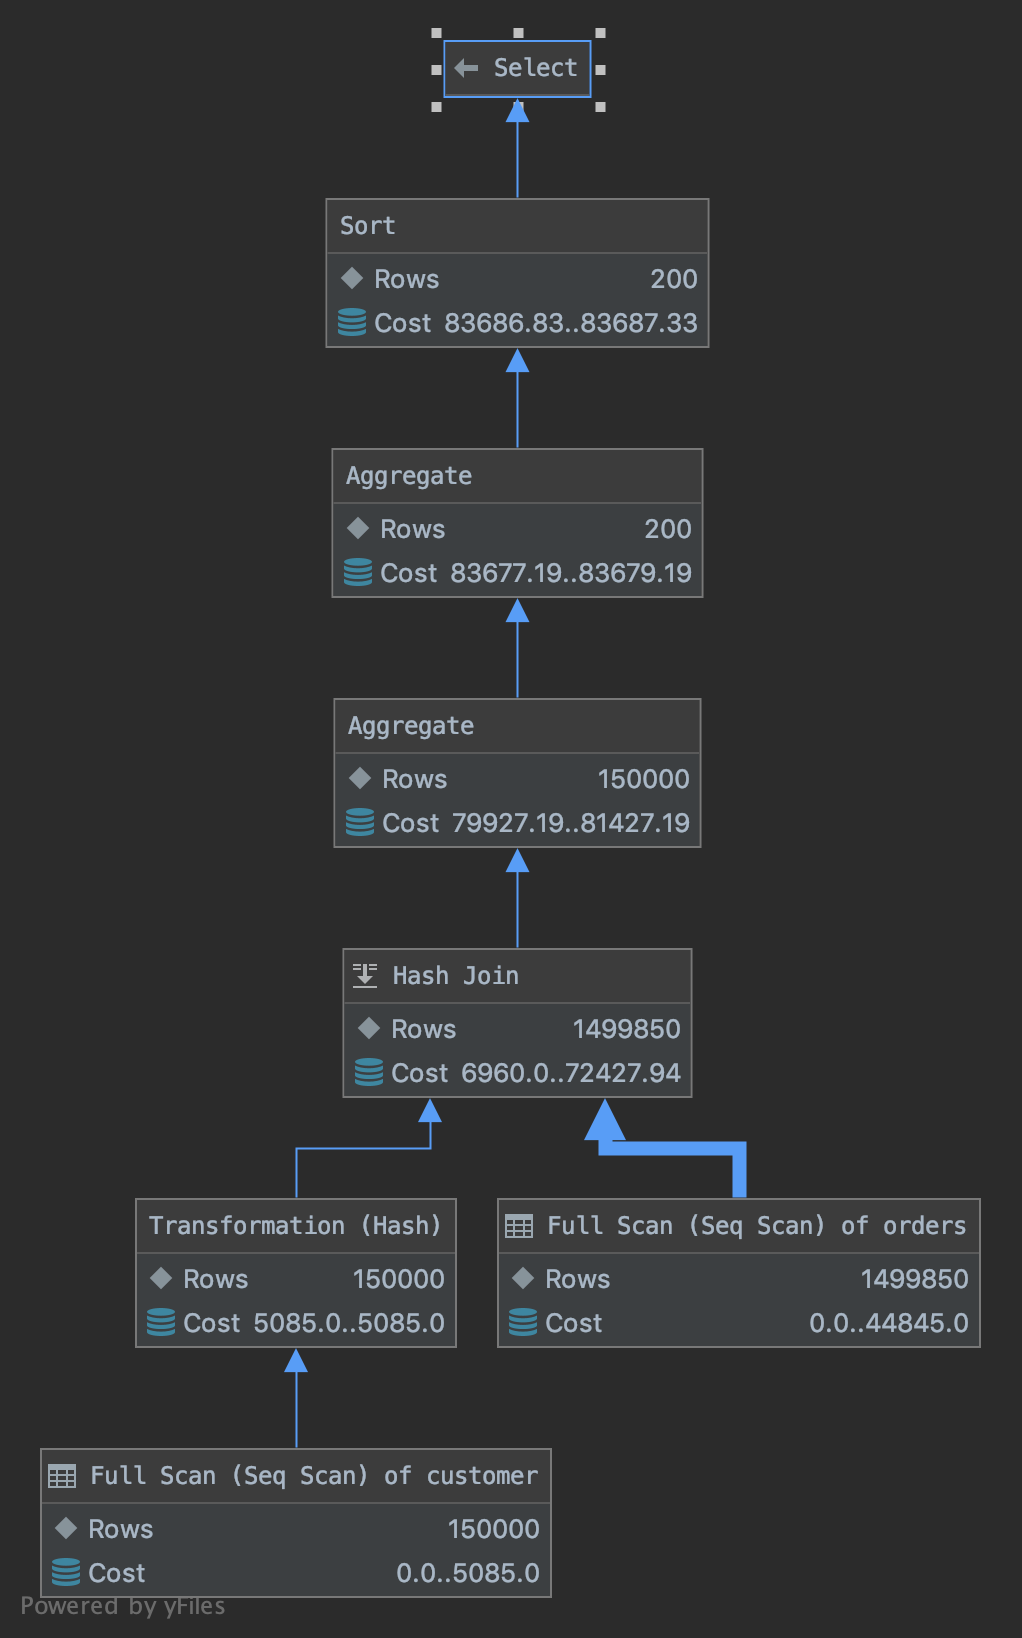 Select
Sort
Rows 200
Cost 83686.83..83687.33
Aggregate
Rows 200
Cost 83677.19..83679.19
Aggregate
Rows 150000
Cost 79927.19..81427.19
Hash Join
Rows 1499850
Cost 6960.0..72427.94
Transformation (Hash)
Rows 150000
Cost 5085.0..5085.0
Full Scan (Seq Scan) of orders
Rows 1499850
Cost 0.0..44845.0
Full Scan (Seq Scan) of customer
Rows 150000
Cost 0.0..5085.0
Powered by yFiles